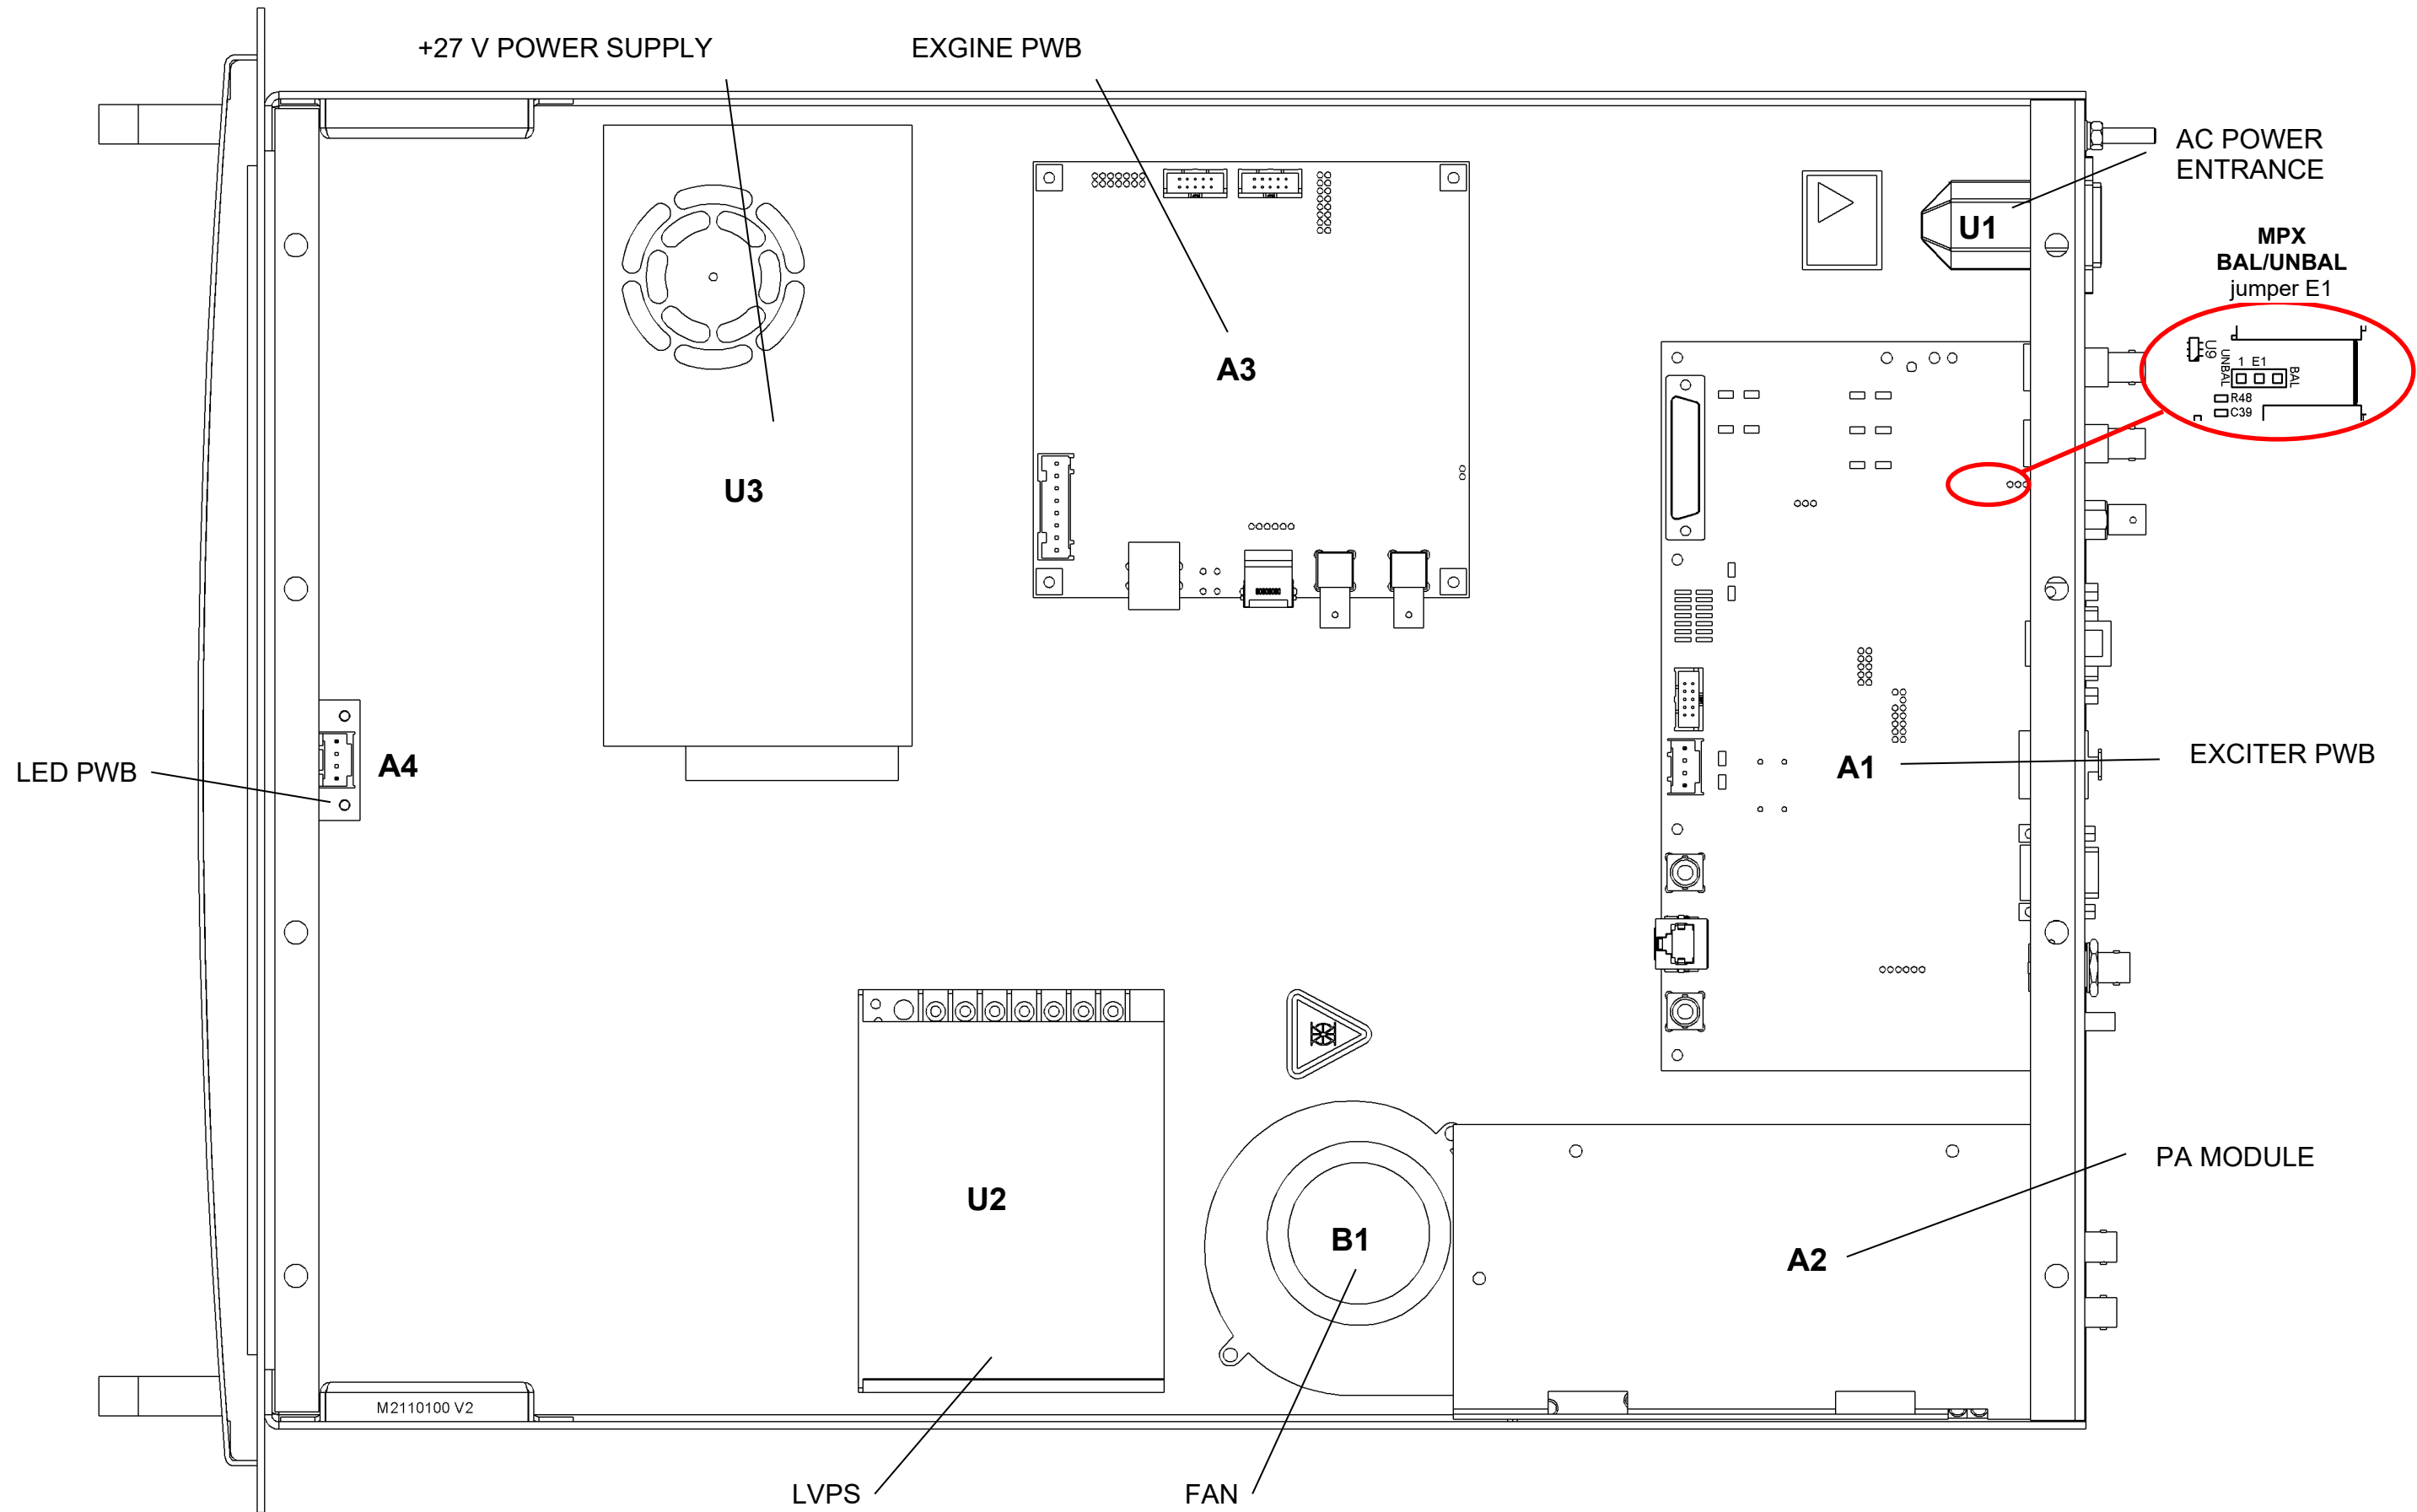 +27 V POWER SUPPLY
EXGINE PWB
AC POWER
ENTRANCE
U1
MPX
BAL/UNBAL
jumper E1
U9
UNBAL
1 E1
BAL
R48
C39
A3
U3
LED PWB
A4
A1
EXCITER PWB
PA MODULE
U2
B1
A2
M2110100 V2
LVPS
FAN